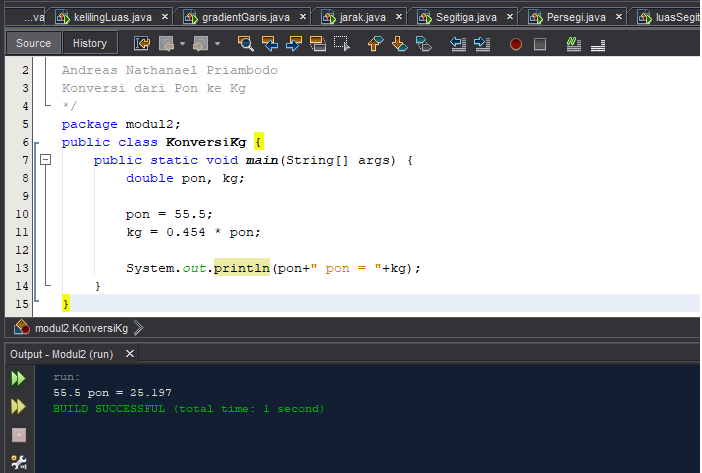 ...va kelilingLuas.java × gradientGaris.java × jarak.java × Segitiga.java × Persegi.java × luasSegit
Source History
2 Andreas Nathanael Priambodo
3 Konversi dari Pon ke Kg
4 */
5 package modul2;
6 public class KonversiKg {
7 public static void main(String[] args) {
8 double pon, kg;
9
10 pon = 55.5;
11 kg = 0.454 * pon;
12
13 System.out.println(pon+" pon = "+kg);
14 }
15 }
modul2.KonversiKg
Output - Modul2 (run) ×
run:
55.5 pon = 25.197
BUILD SUCCESSFUL (total time: 1 second)